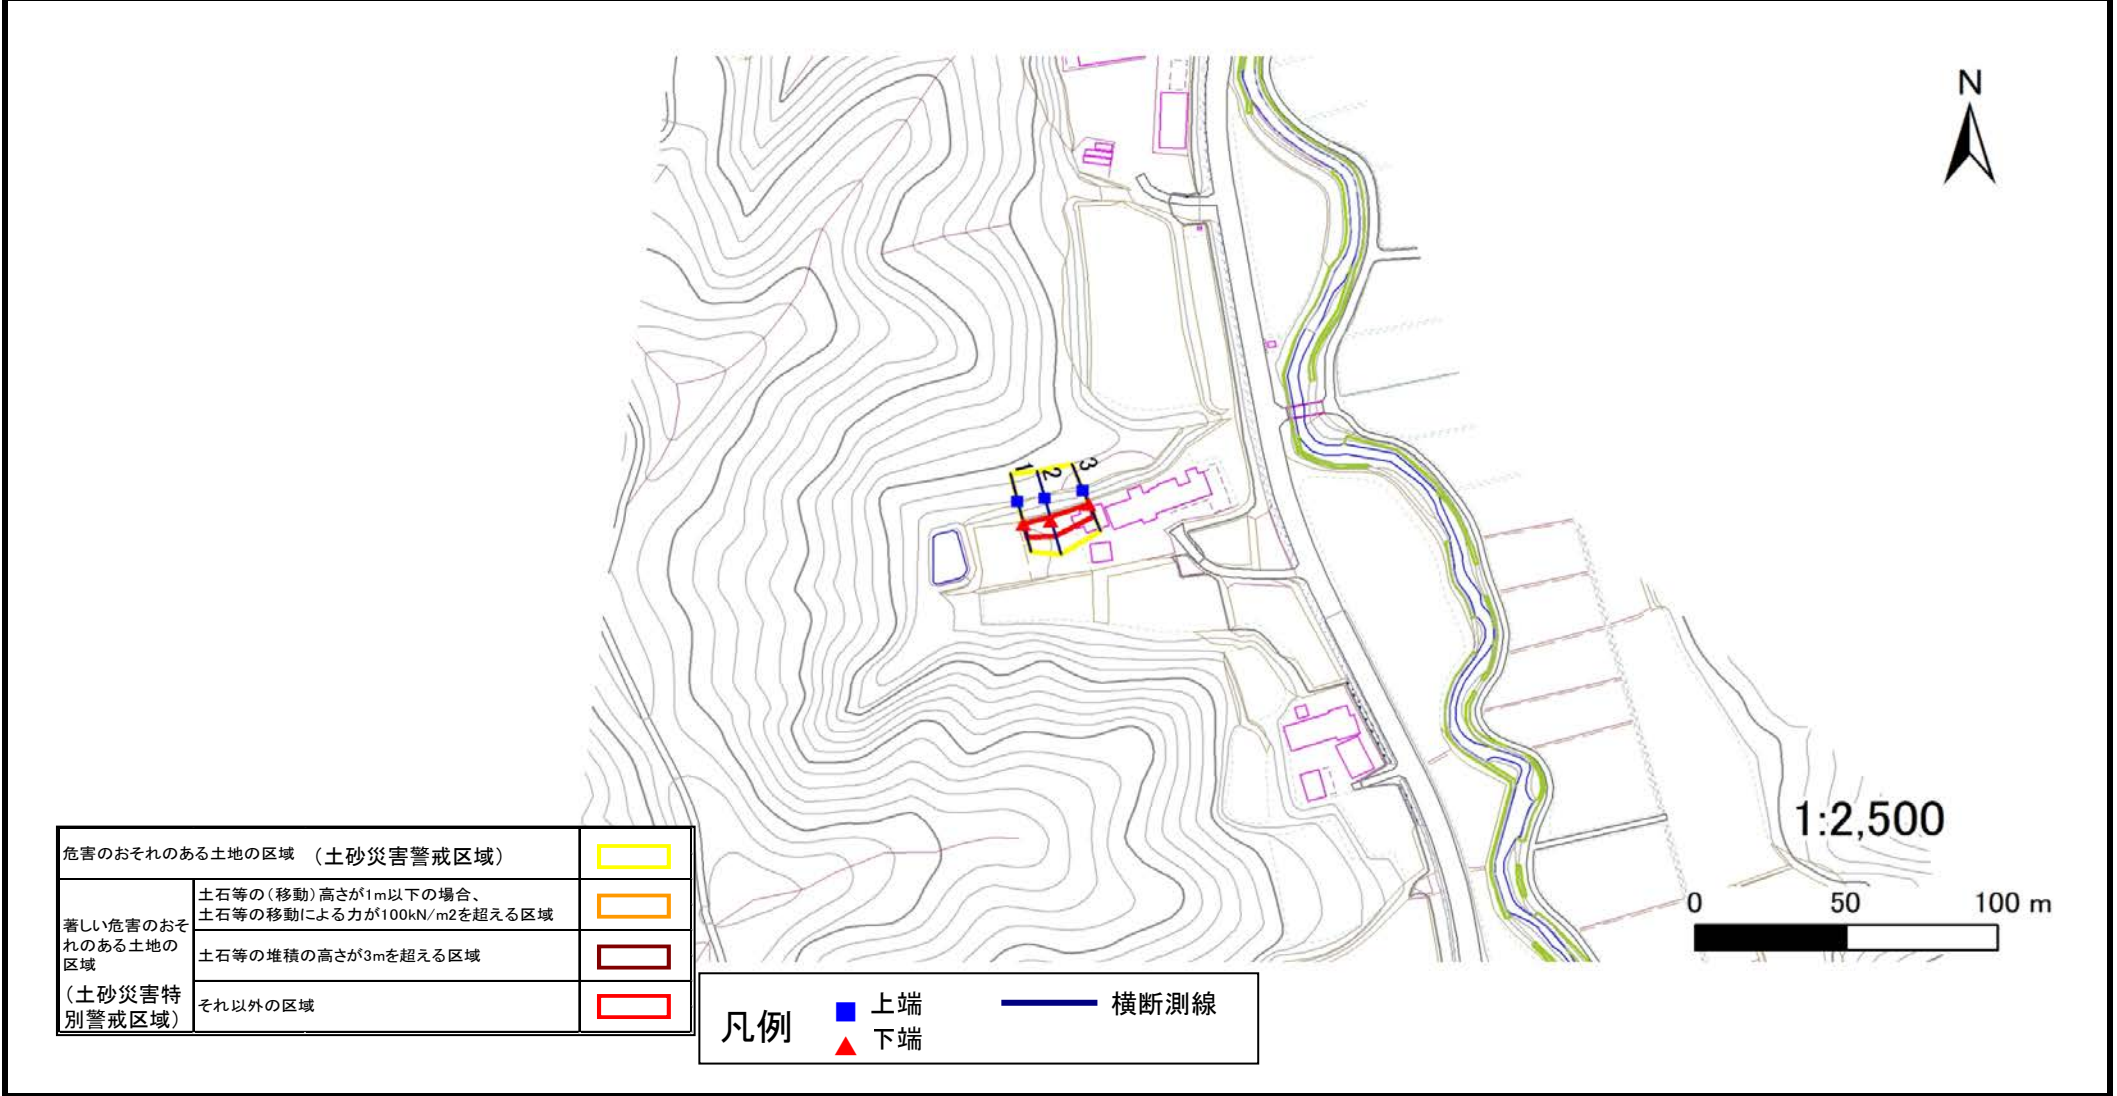 N
1
2
3
1:2,500
0 50 100 m
危害のおそれのある土地の区域 （土砂災害警戒区域）
著しい危害のおそ
れのある土地の
区域
（土砂災害特
別警戒区域）
土石等の（移動）高さが1m以下の場合、
土石等の移動による力が100kN/m2を超える区域
土石等の堆積の高さが3mを超える区域
それ以外の区域
凡例
上端
下端
横断測線